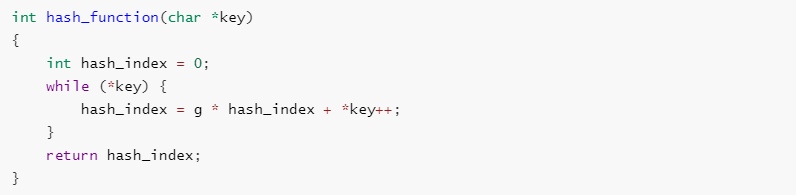 int hash_function(char *key)
{
    int hash_index = 0;
    while (*key) {
        hash_index = g * hash_index + *key++;
    }
    return hash_index;
}